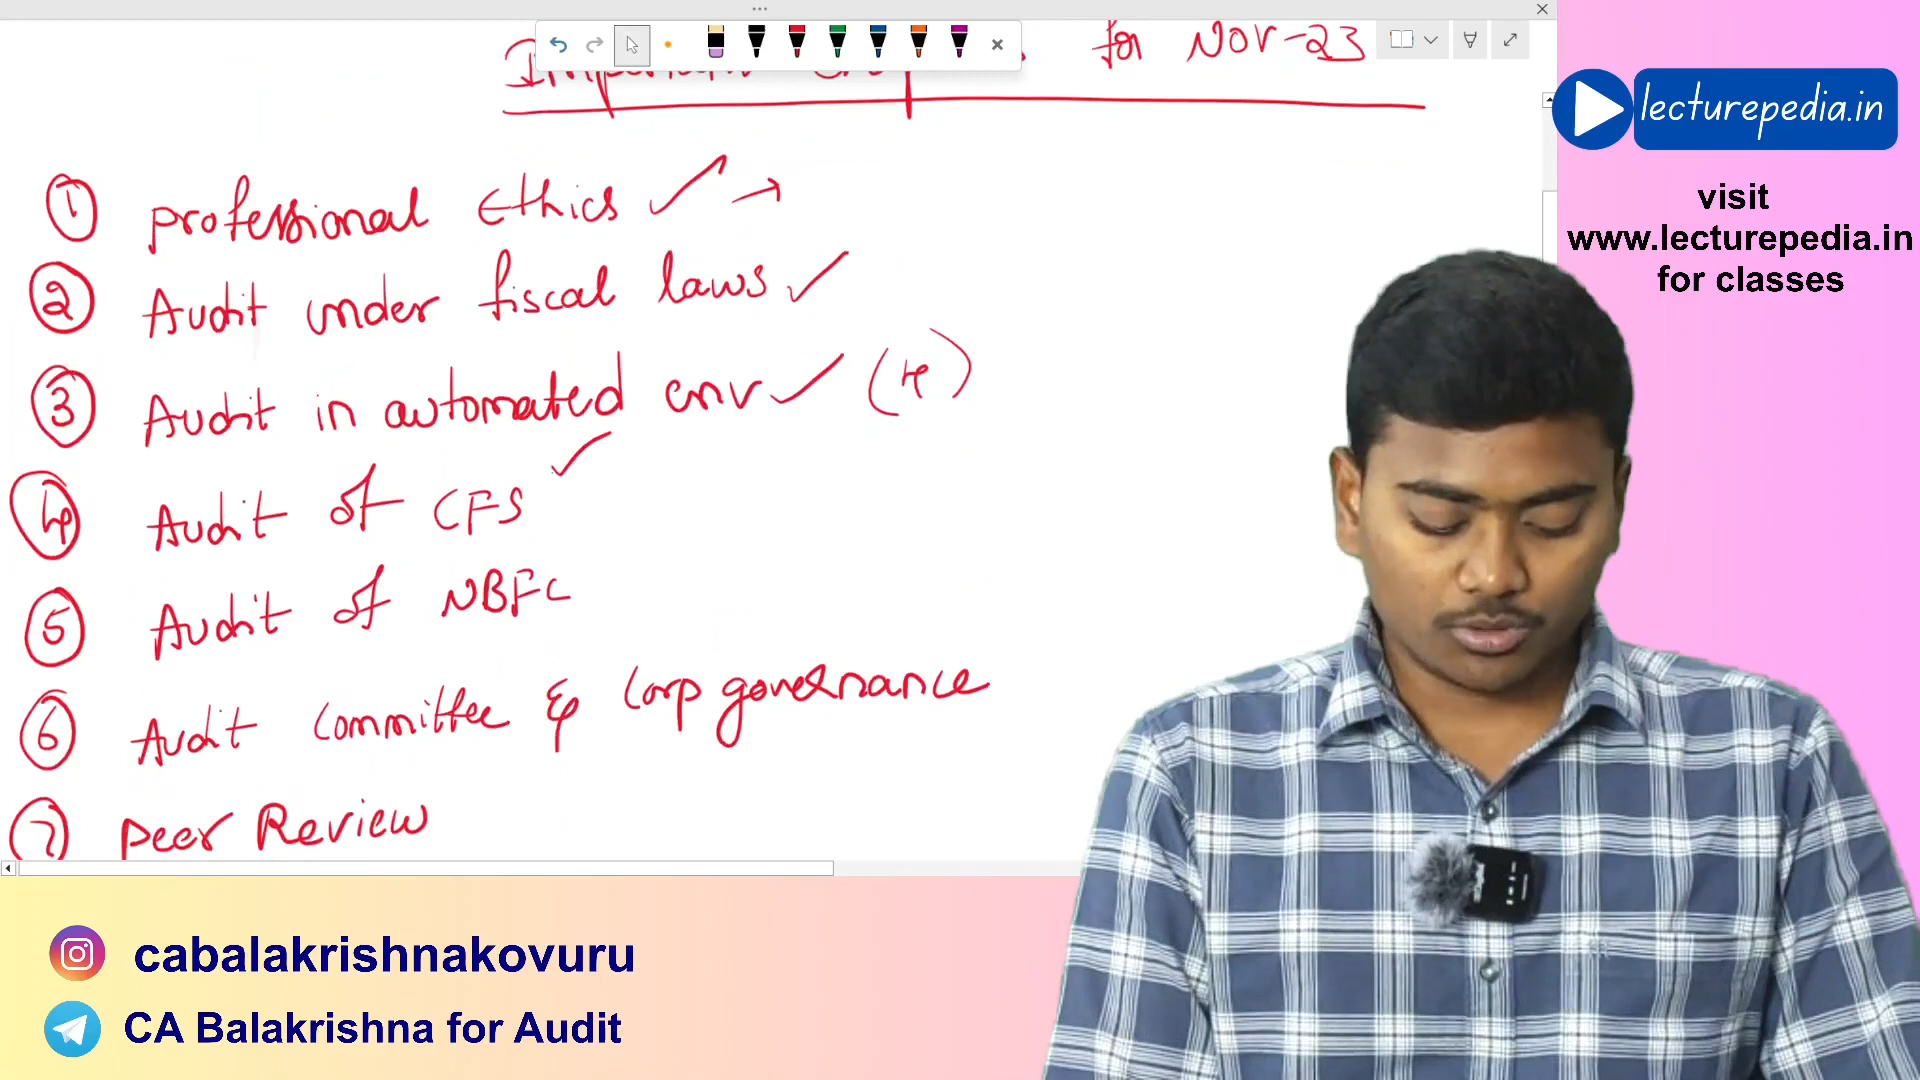 for Nov-23
lecturepedia.in
visit
www.lecturepedia.in
for classes
1 professional Ethics
2 Audit under fiscal laws
3 Audit in automated env (4)
4 Audit of CFS
5 Audit of NBFC
6 Audit Committee & Corp governance
7 Peer Review
cabalakrishnakovuru
CA Balakrishna for Audit